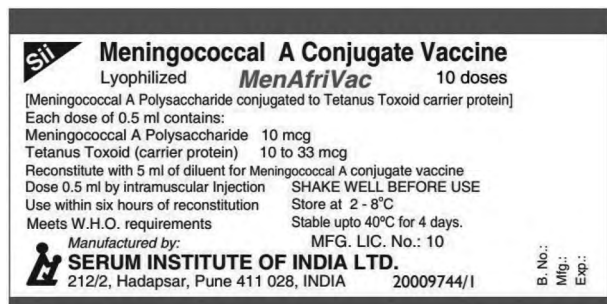 Sii Meningococcal A Conjugate Vaccine
Lyophilized MenAfriVac 10 doses
[Meningococcal A Polysaccharide conjugated to Tetanus Toxoid carrier protein]
Each dose of 0.5 ml contains:
Meningococcal A Polysaccharide 10 mcg
Tetanus Toxoid (carrier protein) 10 to 33 mcg
Reconstitute with 5 ml of diluent for Meningococcal A conjugate vaccine
Dose 0.5 ml by intramuscular Injection SHAKE WELL BEFORE USE
Use within six hours of reconstitution Store at 2 - 8°C
Meets W.H.O. requirements Stable upto 40ºC for 4 days.
Manufactured by: MFG. LIC. No.: 10
SERUM INSTITUTE OF INDIA LTD.
212/2, Hadapsar, Pune 411 028, INDIA 20009744/I
B. No.:
Mfg.:
Exp.: